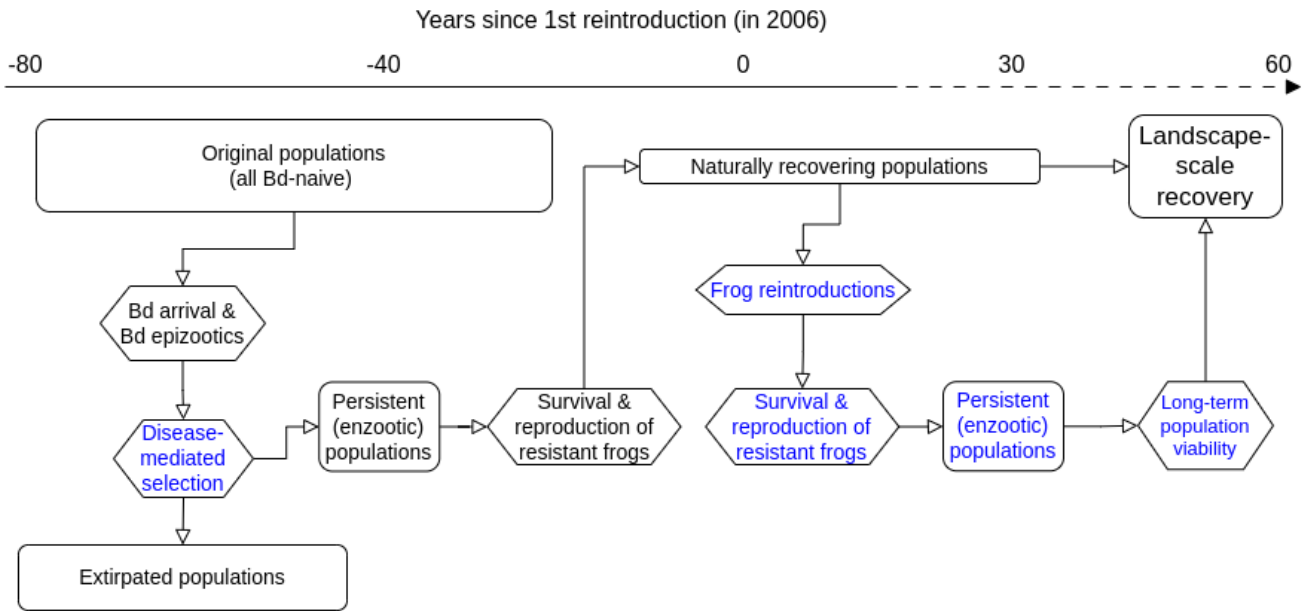 Years since 1st reintroduction (in 2006)
-80 -40 0 30 60
Original populations
(all Bd-naive)
Naturally recovering populations
Landscape-
scale
recovery
Bd arrival &
Bd epizootics
Frog reintroductions
Disease-
mediated
selection
Persistent
(enzootic)
populations
Survival &
reproduction of
resistant frogs
Survival &
reproduction of
resistant frogs
Persistent
(enzootic)
populations
Long-term
population
viability
Extirpated populations